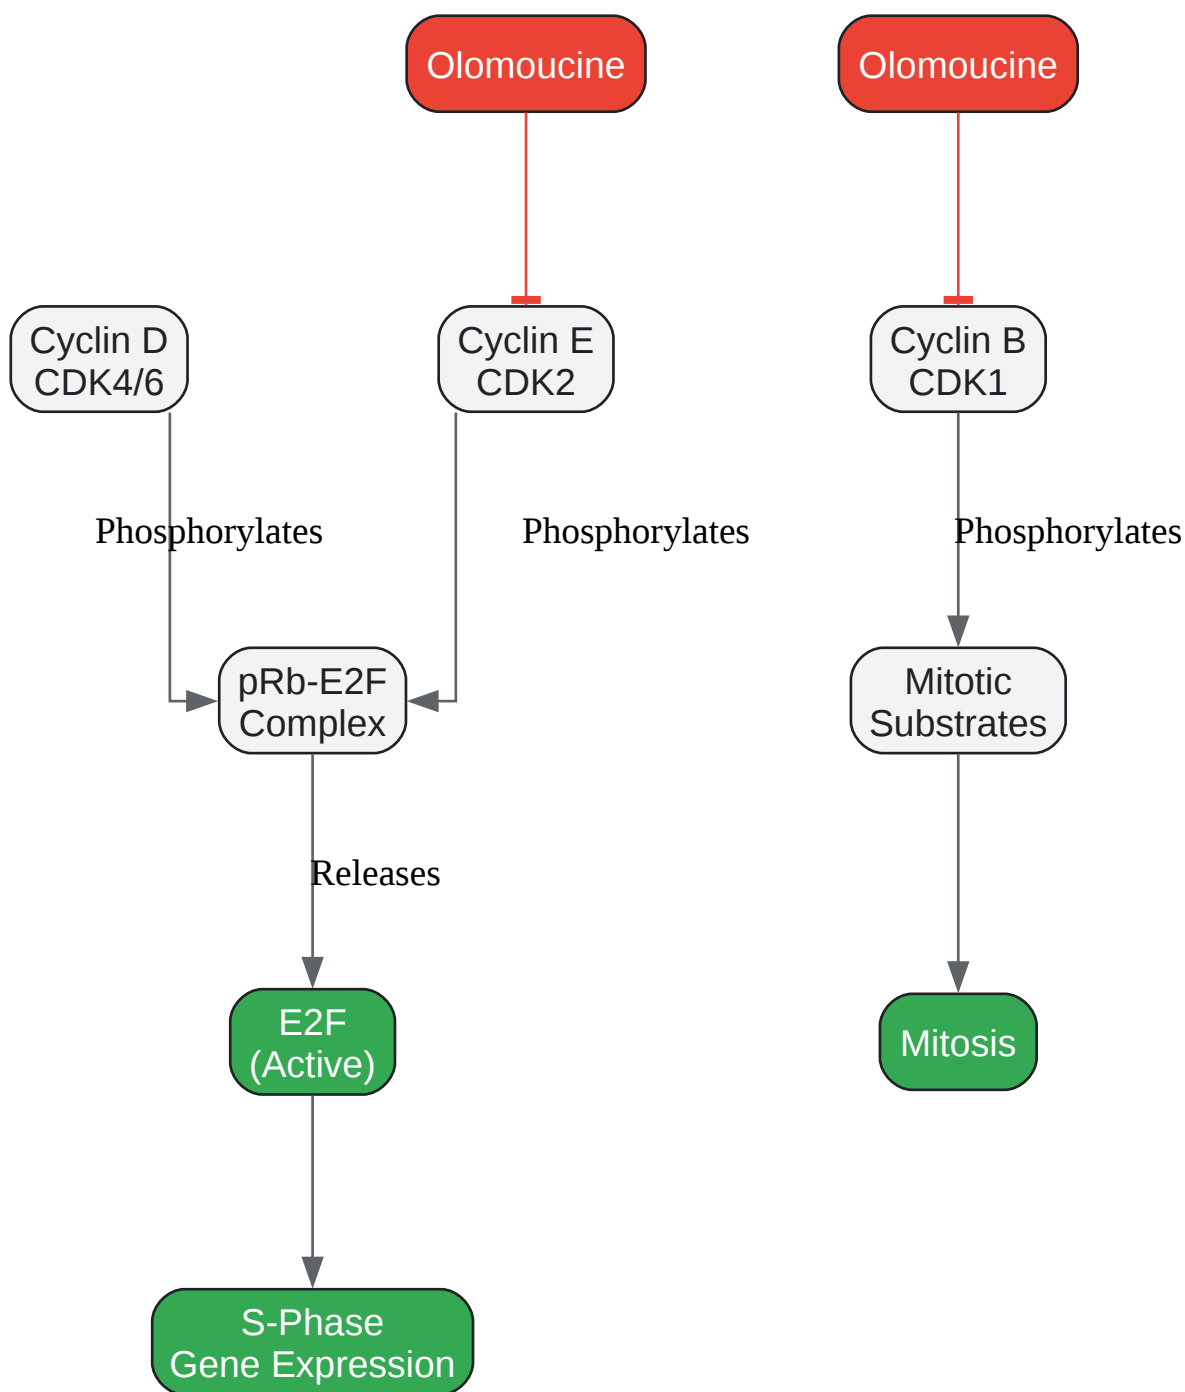 Olomoucine
Olomoucine
Cyclin D
CDK4/6
Cyclin E
CDK2
Cyclin B
CDK1
Phosphorylates
Phosphorylates
Phosphorylates
pRb-E2F
Complex
Mitotic
Substrates
Releases
E2F
(Active)
Mitosis
S-Phase
Gene Expression